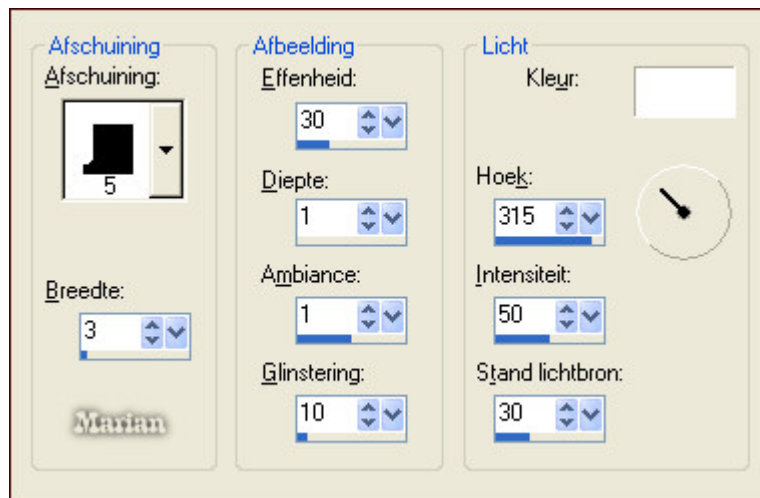 Afschuining
Afschuining:
5
Breedte:
3
Marian
Afbeelding
Effenheid:
30
Diepte:
1
Ambiance:
1
Glinstering:
10
Licht
Kleur:
Hoek:
315
Intensiteit:
50
Stand lichtbron:
30